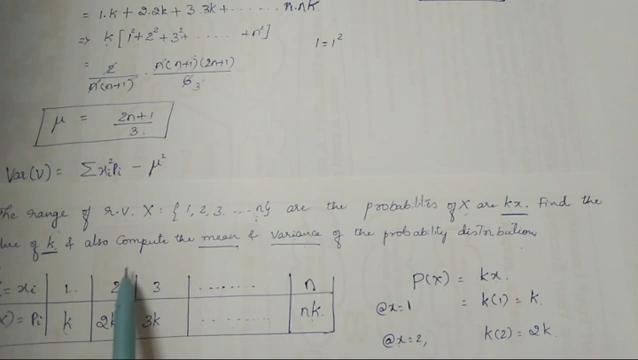 = 1.k + 2.2k + 3.3k + ...... n.nk
=> k [1²+2²+3²+ ...... +n²]
1 = 1²
= 2/n(n+1) . n(n+1)(2n+1)/6 3
μ = 2n+1/3
Var(V) = Σxi²Pi - μ²
The range of r.v. X : {1, 2, 3 .... n} are the probabilites of X are kx. Find the
of k & also Compute the mean & variance of the probability distribution
= xi | 1 | 2 | 3 | ....... | n
= Pi | k | 2k | 3k | ....... | nk
P(x) = kx.
@x=1 = k(1) = k.
@x=2, k(2) = 2k.